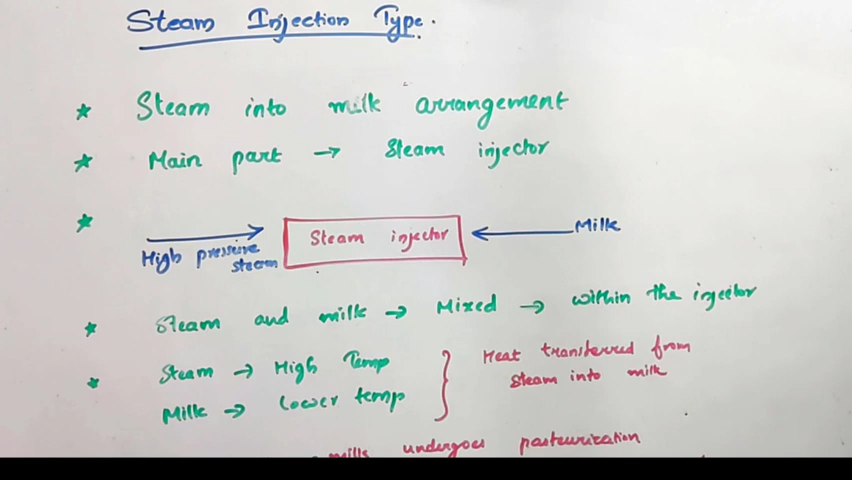 Steam Injection Type.
★ Steam into milk arrangement
★ Main part → Steam injector
★
High pressive steam → Steam injector ← Milk
★ Steam and milk → Mixed → within the injector
★ Steam → High Temp
Milk → Lower temp
Heat transferred from
steam into milk
undergoes pasteurization